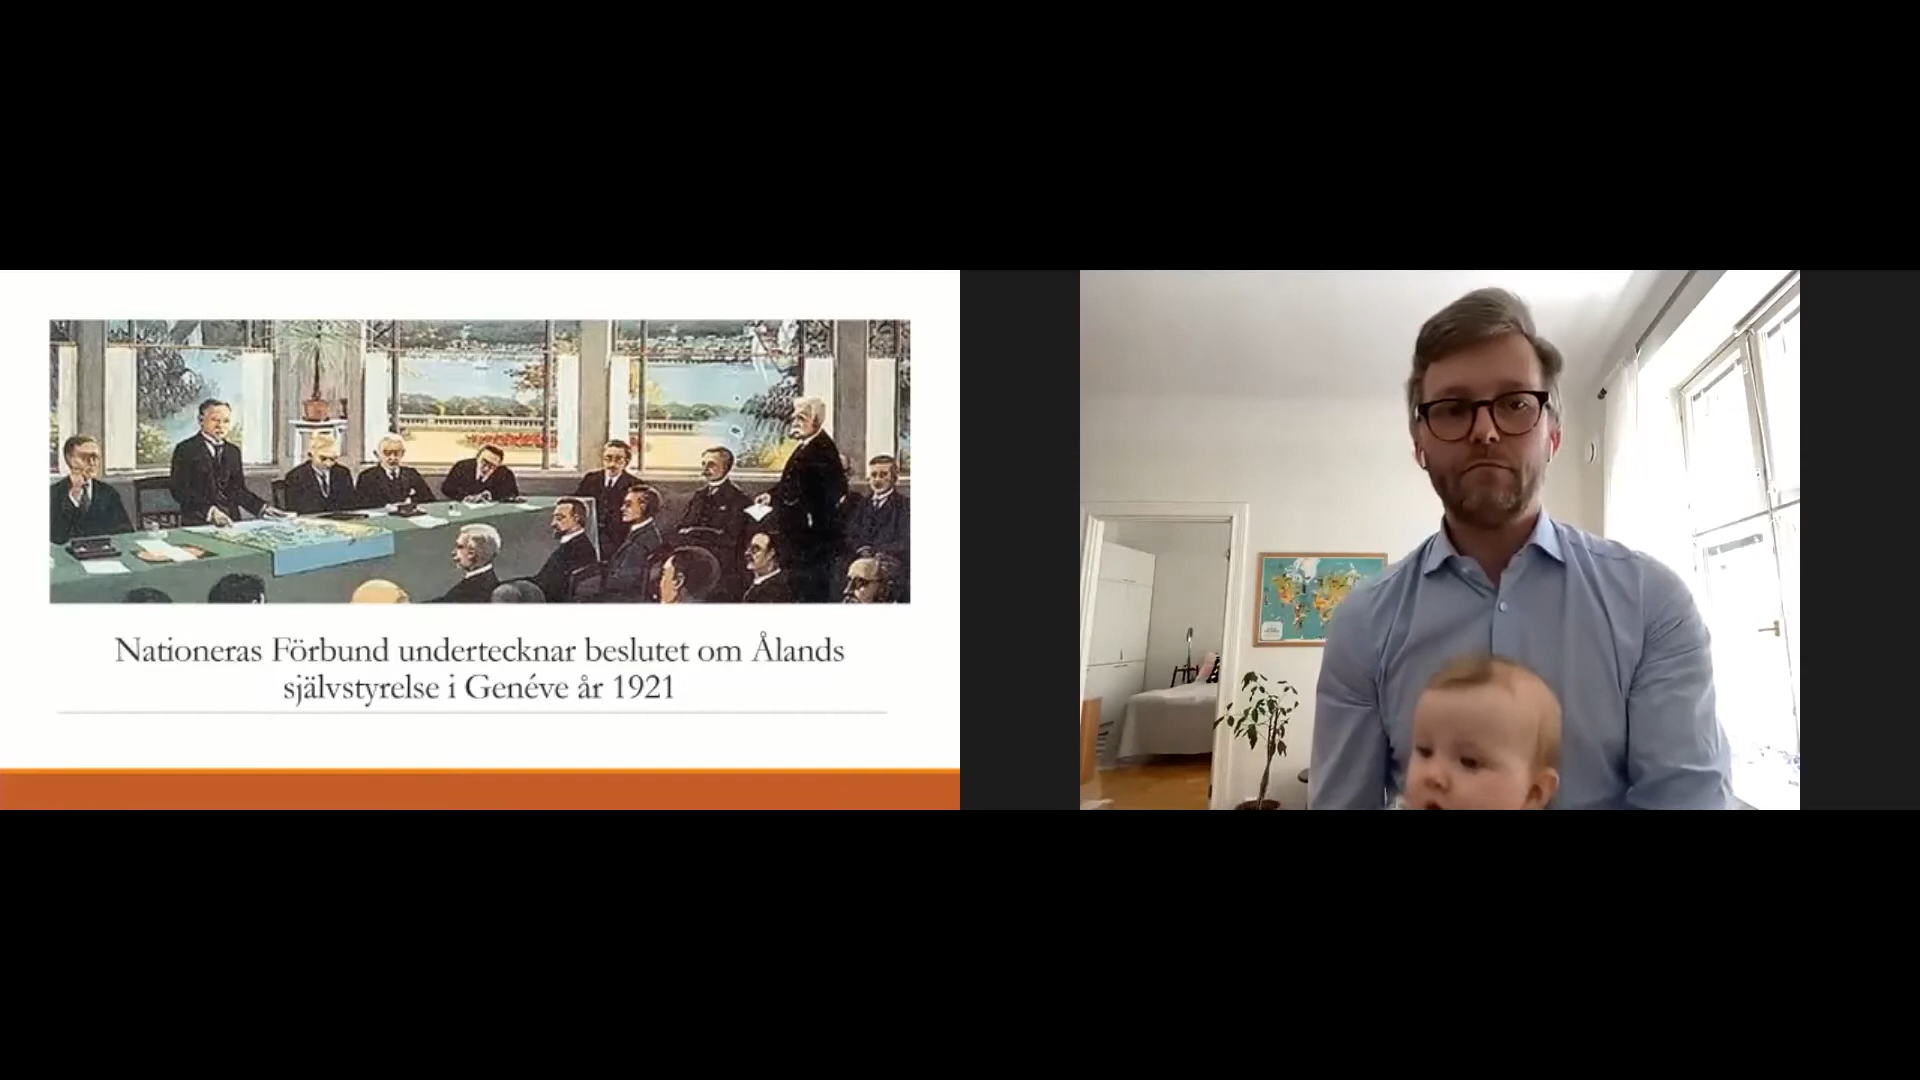 Nationeras Förbund undertecknar beslutet om Ålands
självstyrelse i Genéve år 1921